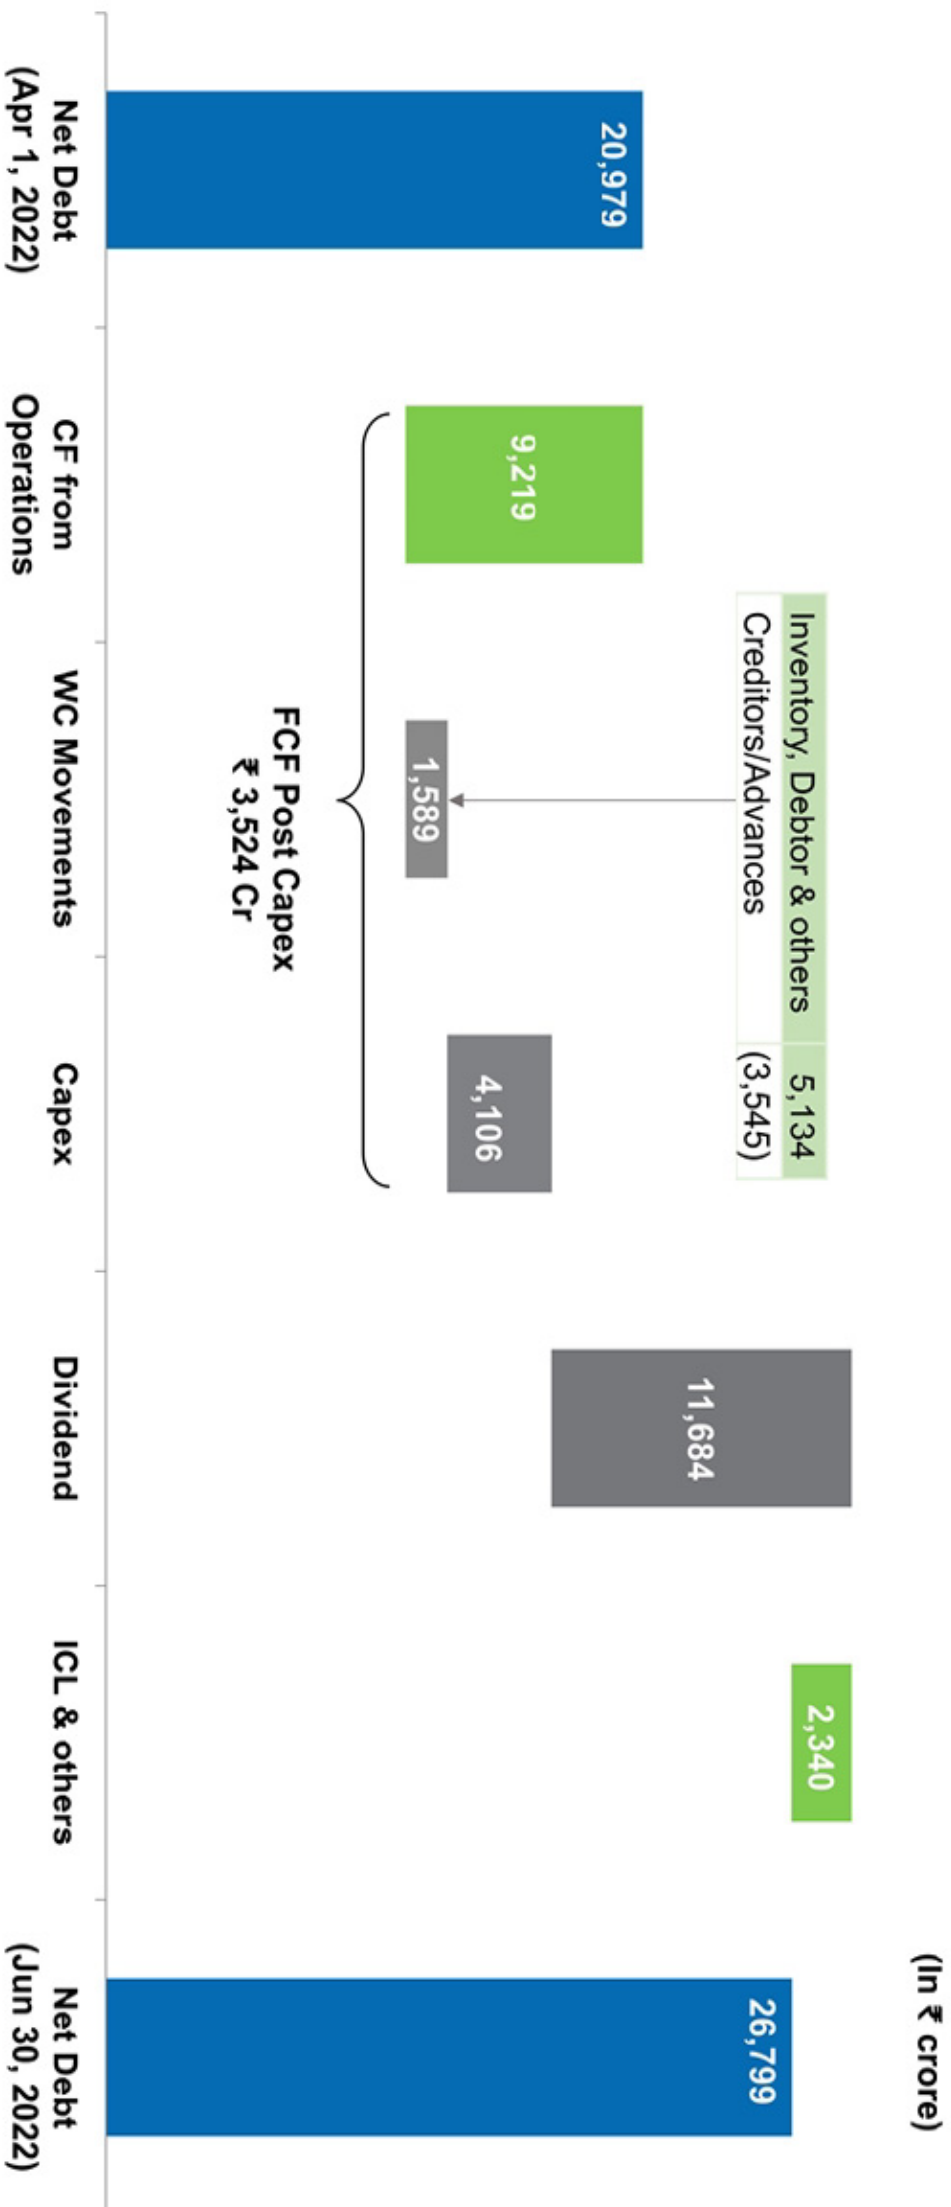 (In ₹ crore)
Inventory, Debtor & others 5,134
Creditors/Advances (3,545)
20,979
9,219
1,589
4,106
11,684
2,340
26,799
FCF Post Capex
₹ 3,524 Cr
Net Debt
(Apr 1, 2022)
CF from
Operations
WC Movements
Capex
Dividend
ICL & others
Net Debt
(Jun 30, 2022)